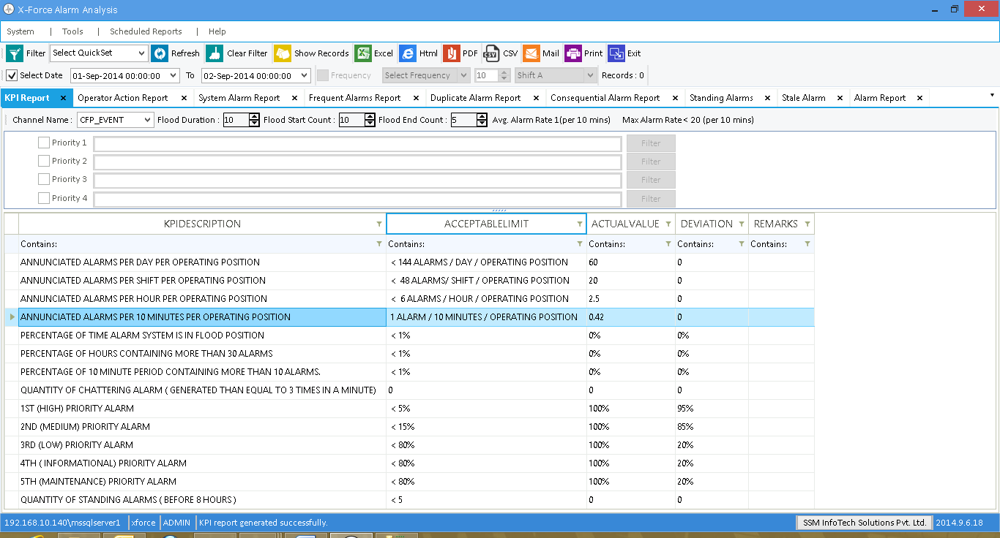 X-Force Alarm Analysis
System | Tools | Scheduled Reports | Help
Filter Select QuickSet Refresh Clear Filter Show Records Excel Html PDF CSV Mail Print Exit
Select Date 01-Sep-2014 00:00:00 To 02-Sep-2014 00:00:00 Frequency Select Frequency 10 Shift A Records : 0
KPI Report Operator Action Report System Alarm Report Frequent Alarms Report Duplicate Alarm Report Consequential Alarm Report Standing Alarms Stale Alarm Alarm Report
Channel Name : CFP_EVENT Flood Duration : 10 Flood Start Count : 10 Flood End Count : 5 Avg. Alarm Rate 1(per 10 mins) Max Alarm Rate < 20 (per 10 mins)
Priority 1 Filter
Priority 2 Filter
Priority 3 Filter
Priority 4 Filter
KPIDESCRIPTION ACCEPTABLELIMIT ACTUALVALUE DEVIATION REMARKS
Contains: Contains: Contains: Contains: Contains:
ANNUNCIATED ALARMS PER DAY PER OPERATING POSITION < 144 ALARMS / DAY / OPERATING POSITION 60 0
ANNUNCIATED ALARMS PER SHIFT PER OPERATING POSITION < 48 ALARMS/ SHIFT / OPERATING POSITION 20 0
ANNUNCIATED ALARMS PER HOUR PER OPERATING POSITION < 6 ALARMS / HOUR / OPERATING POSITION 2.5 0
ANNUNCIATED ALARMS PER 10 MINUTES PER OPERATING POSITION 1 ALARM / 10 MINUTES / OPERATING POSITION 0.42 0
PERCENTAGE OF TIME ALARM SYSTEM IS IN FLOOD POSITION < 1% 0% 0%
PERCENTAGE OF HOURS CONTAINING MORE THAN 30 ALARMS < 1% 0% 0%
PERCENTAGE OF 10 MINUTE PERIOD CONTAINING MORE THAN 10 ALARMS. < 1% 0% 0%
QUANTITY OF CHATTERING ALARM ( GENERATED THAN EQUAL TO 3 TIMES IN A MINUTE) 0 0 0
1ST (HIGH) PRIORITY ALARM < 5% 100% 95%
2ND (MEDIUM) PRIORITY ALARM < 15% 100% 85%
3RD (LOW) PRIORITY ALARM < 80% 100% 20%
4TH ( INFORMATIONAL) PRIORITY ALARM < 80% 100% 20%
5TH (MAINTENANCE) PRIORITY ALARM < 80% 100% 20%
QUANTITY OF STANDING ALARMS ( BEFORE 8 HOURS ) < 5 0 0
192.168.10.140\mssqlserver1 xforce ADMIN KPI report generated successfully. SSM InfoTech Solutions Pvt. Ltd. 2014.9.6.18